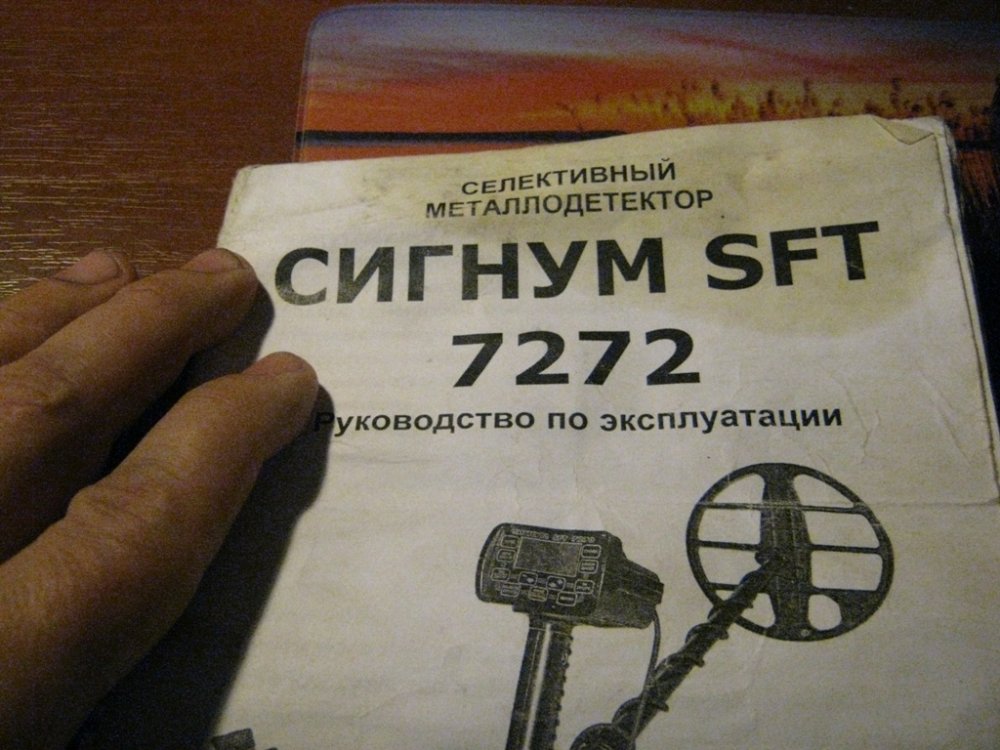 СЕЛЕКТИВНЫЙ
МЕТАЛЛОДЕТЕКТОР
СИГНУМ SFT
7272
Руководство по эксплуатации